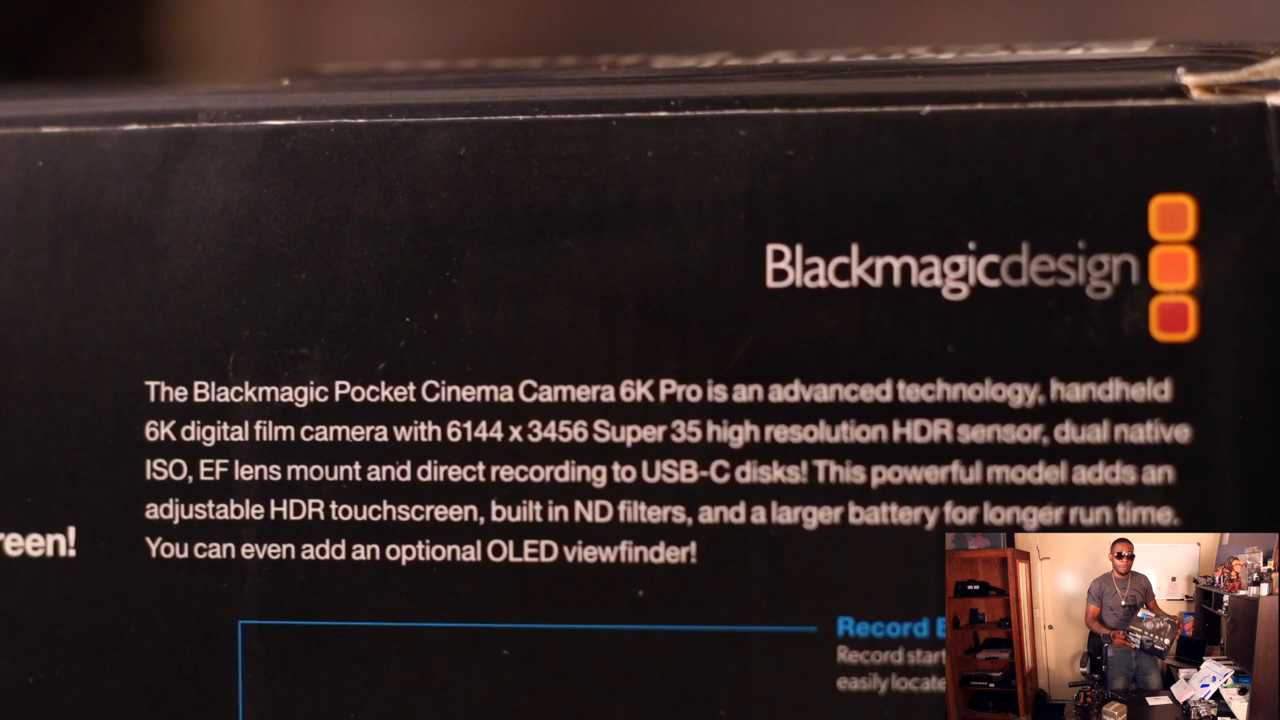 Blackmagicdesign
The Blackmagic Pocket Cinema Camera 6K Pro is an advanced technology, handheld
6K digital film camera with 6144 x 3456 Super 35 high resolution HDR sensor, dual native
ISO, EF lens mount and direct recording to USB-C disks! This powerful model adds an
adjustable HDR touchscreen, built in ND filters, and a larger battery for longer run time.
reen!
You can even add an optional OLED viewfinder!
Record
Record start
easily locate